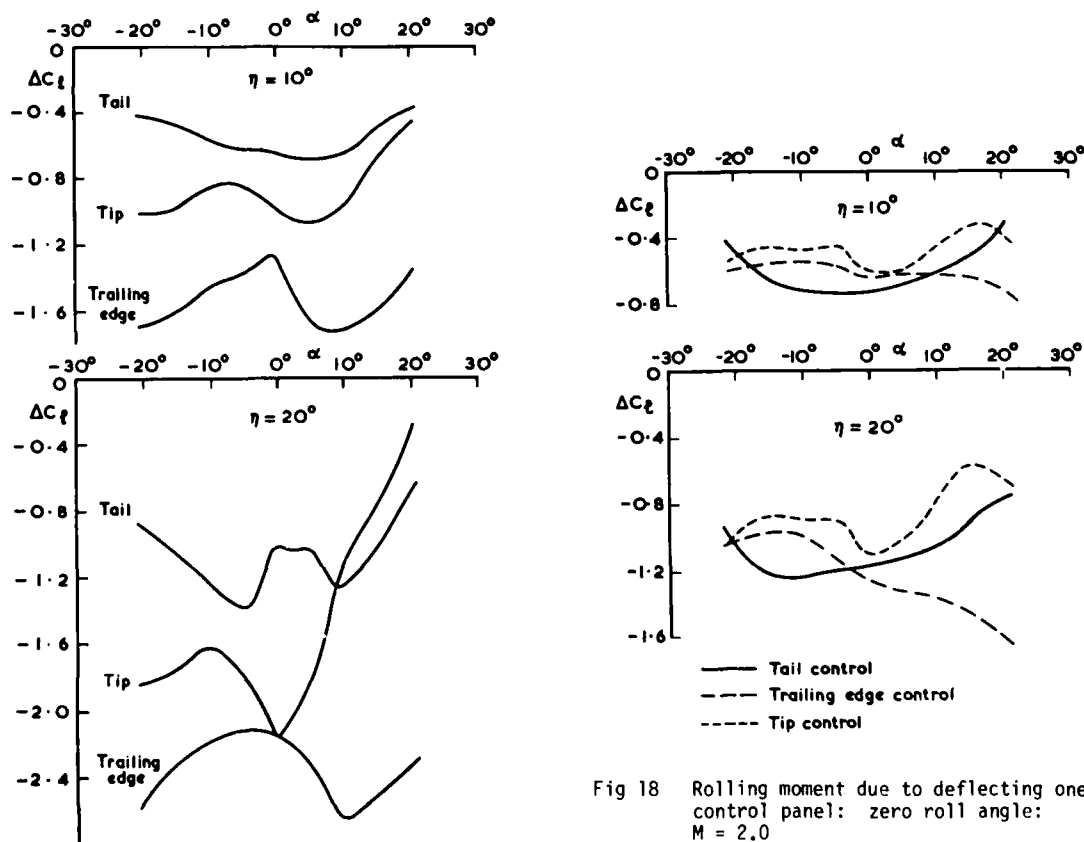 -30° -20° -10° 0° α 10° 20° 30°
0
ΔCℓ
η = 10°
Tail
-0·4
-0·8
Tip
-1·2
Trailing
edge
-1·6
-30° -20° -10° 0° α 10° 20° 30°
0
ΔCℓ
η = 20°
-0·4
Tail
-0·8
-1·2
-1·6
Tip
-2·0
Trailing
edge
-2·4
-30° -20° -10° 0° α 10° 20° 30°
0
ΔCℓ
η = 10°
-0·4
-0·8
-30° -20° -10° 0° α 10° 20° 30°
0
ΔCℓ
η = 20°
-0·4
-0·8
-1·2
-1·6
Tail control
Trailing edge control
Tip control
Fig 18 Rolling moment due to deflecting one
control panel: zero roll angle:
M = 2.0